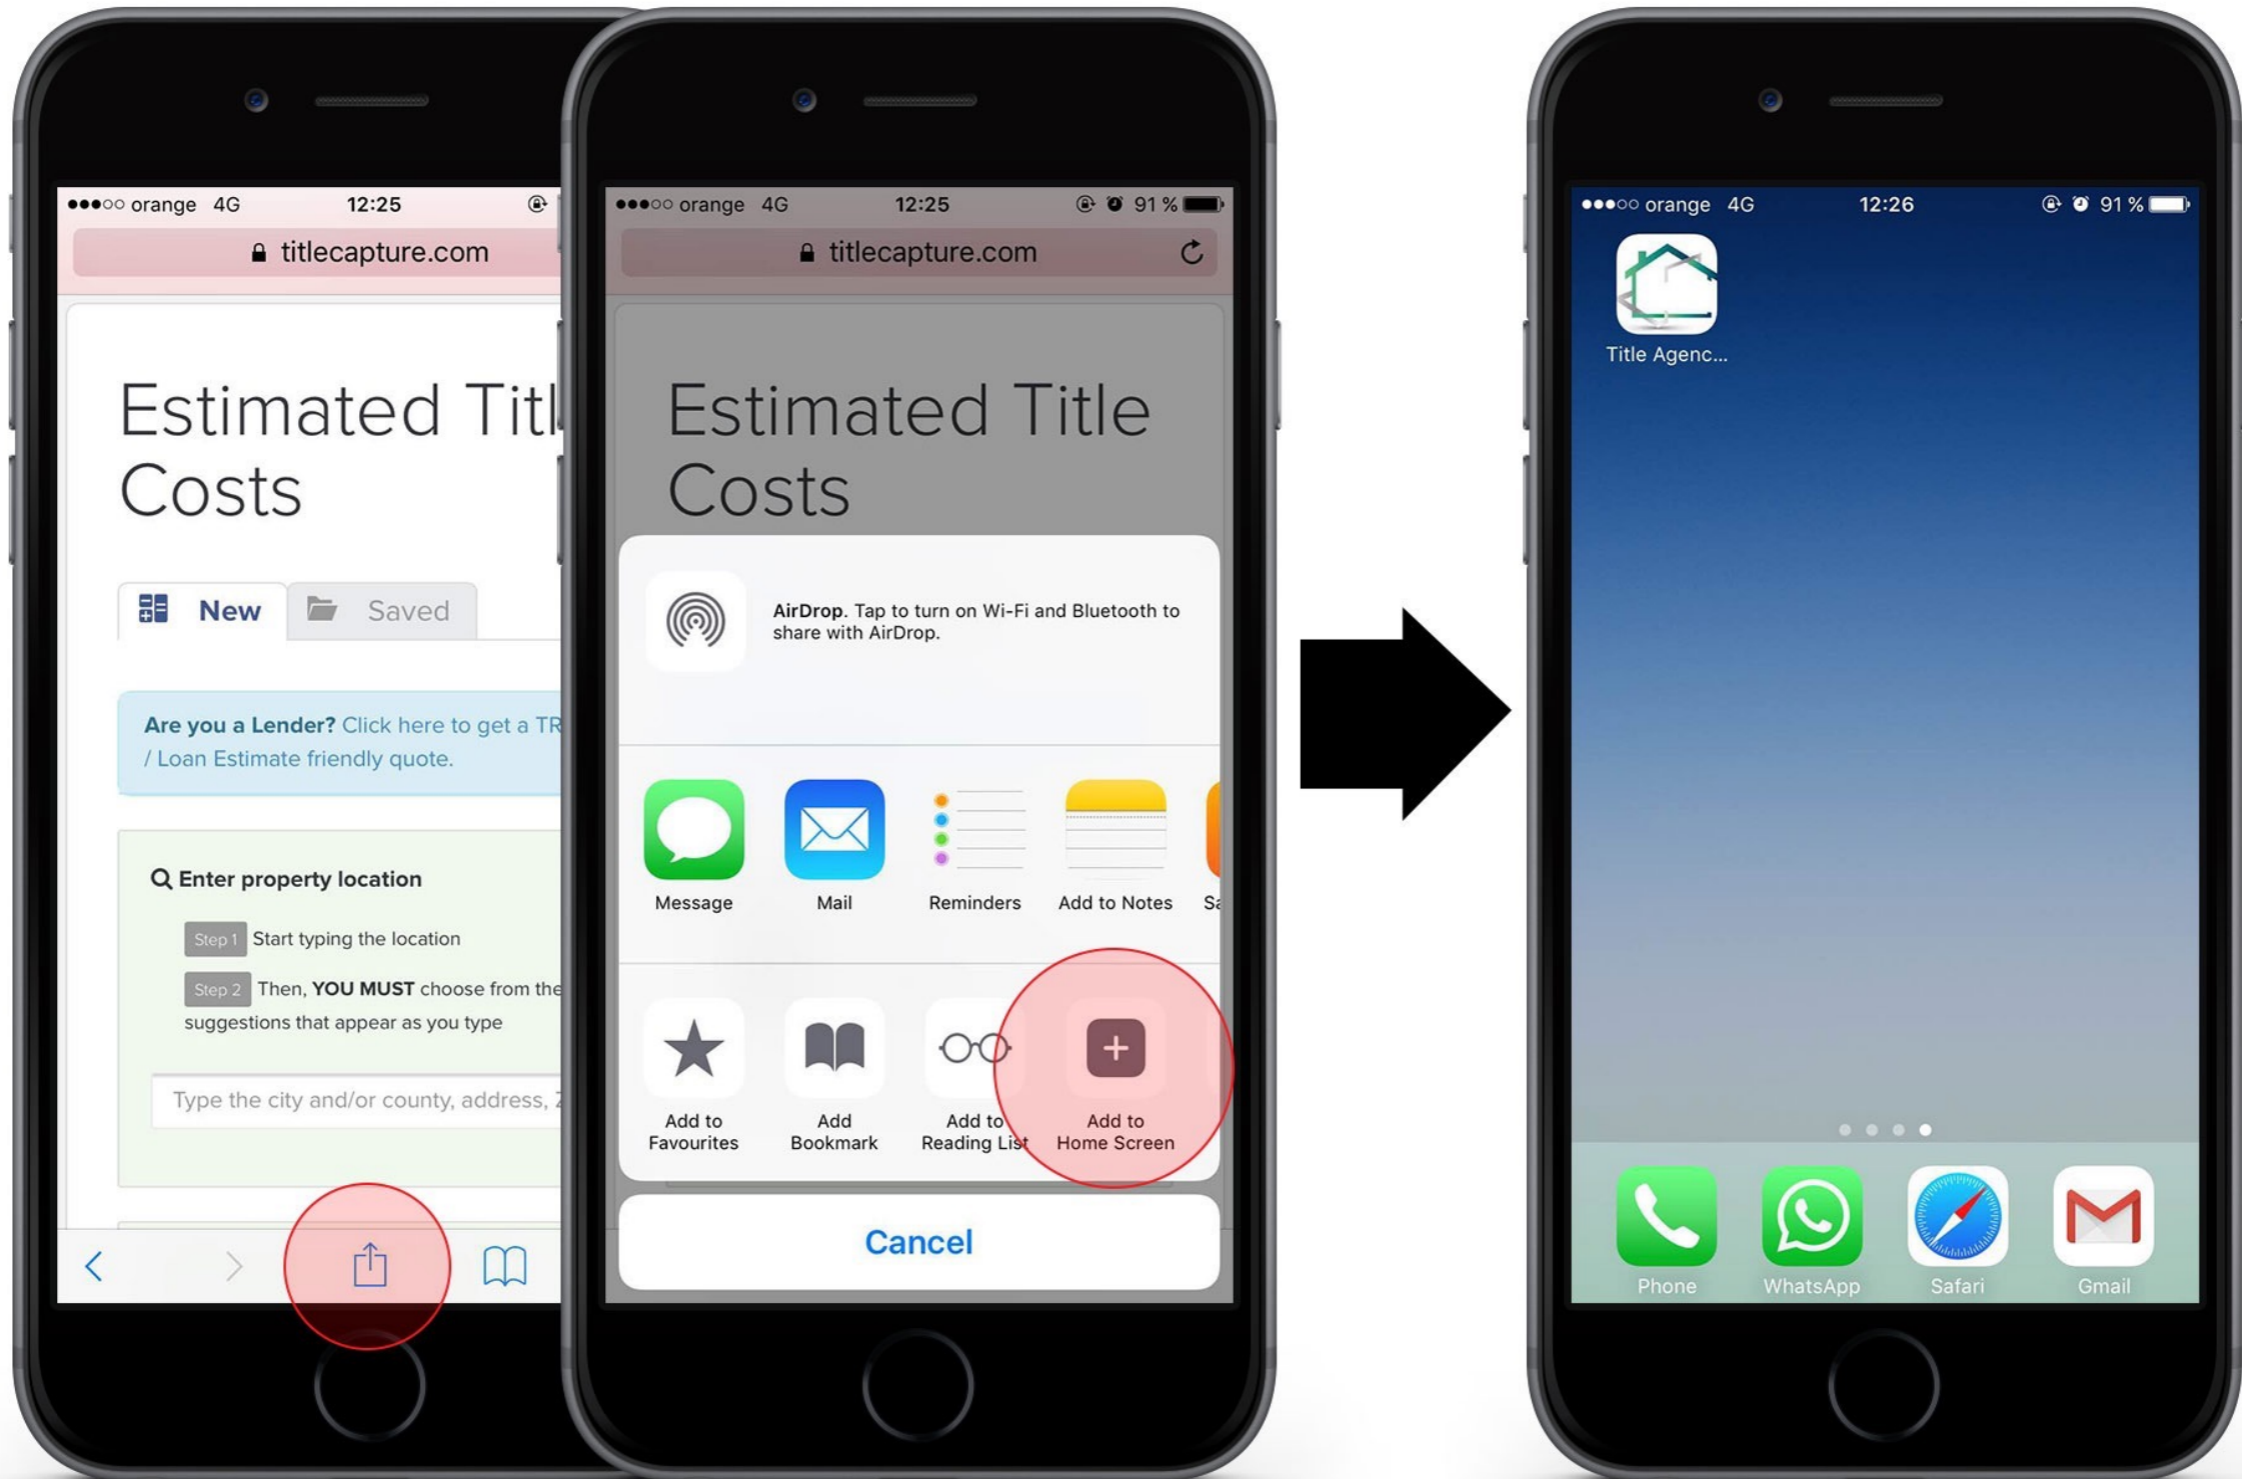 orange 4G 12:25
titlecapture.com
Estimated Titl
Costs
New Saved
Are you a Lender? Click here to get a TR
/ Loan Estimate friendly quote.
Enter property location
Step 1 Start typing the location
Step 2 Then, YOU MUST choose from the
suggestions that appear as you type
Type the city and/or county, address, Z
orange 4G 12:25 91 %
titlecapture.com
Estimated Title
Costs
AirDrop. Tap to turn on Wi-Fi and Bluetooth to
share with AirDrop.
Message Mail Reminders Add to Notes Sa
Add to Favourites
Add Bookmark
Add to Reading List
Add to Home Screen
Cancel
orange 4G 12:26 91 %
Title Agenc...
Phone WhatsApp Safari Gmail